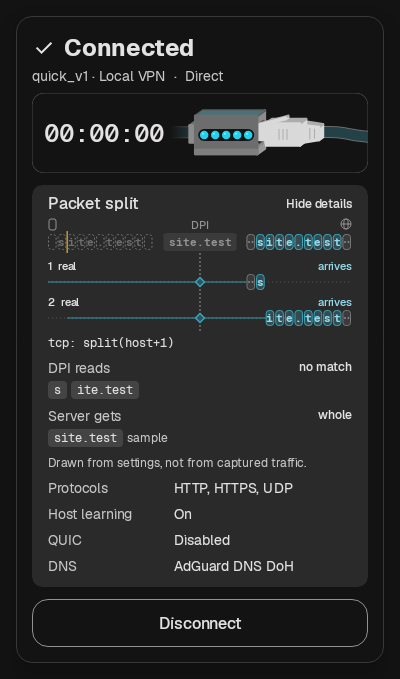 Connected
quick_v1 · Local VPN · Direct
00:00:00
Packet split Hide details
DPI
site.test site.test site.test
1 real arrives
s
2 real arrives
ite.test
tcp: split(host+1)
DPI reads no match
s ite.test
Server gets whole
site.test sample
Drawn from settings, not from captured traffic.
Protocols HTTP, HTTPS, UDP
Host learning On
QUIC Disabled
DNS AdGuard DNS DoH
Disconnect